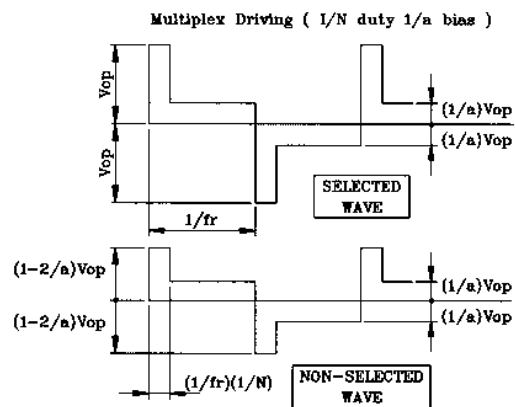 Multiplex Driving ( I/N duty 1/a bias )
Vop
Vop
(1/a)Vop
(1/a)Vop
SELECTED
WAVE
1/fr
(1-2/a)Vop
(1-2/a)Vop
(1/a)Vop
(1/a)Vop
(1/fr)(1/N)
NON-SELECTED
WAVE